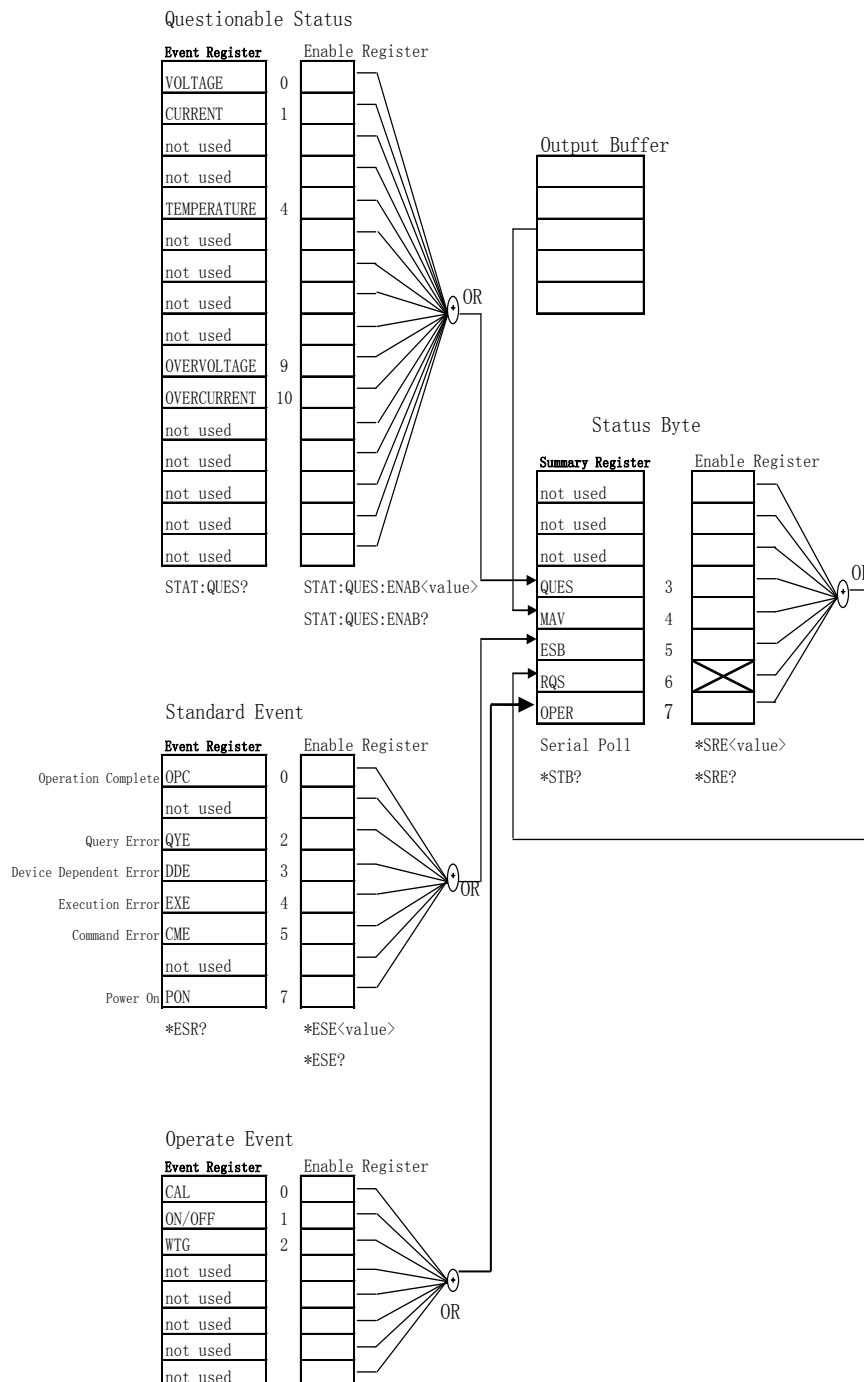 Questionable Status
Event Register Enable Register
VOLTAGE 0
CURRENT 1
not used
not used
TEMPERATURE 4
not used
not used
not used
not used
OVERVOLTAGE 9
OVERCURRENT 10
not used
not used
not used
not used
not used
STAT:QUES? STAT:QUES:ENAB<value>
STAT:QUES:ENAB?
OR
Output Buffer
Status Byte
Summary Register Enable Register
not used
not used
not used
QUES 3
MAV 4
ESB 5
RQS 6
OPER 7
Serial Poll *SRE<value>
*STB? *SRE?
Standard Event
Event Register Enable Register
Operation Complete OPC 0
not used
Query Error QYE 2
Device Dependent Error DDE 3
Execution Error EXE 4
Command Error CME 5
not used
Power On PON 7
*ESR? *ESE<value>
*ESE?
OR
Operate Event
Event Register Enable Register
CAL 0
ON/OFF 1
WTG 2
not used
not used
not used
not used
not used
OR